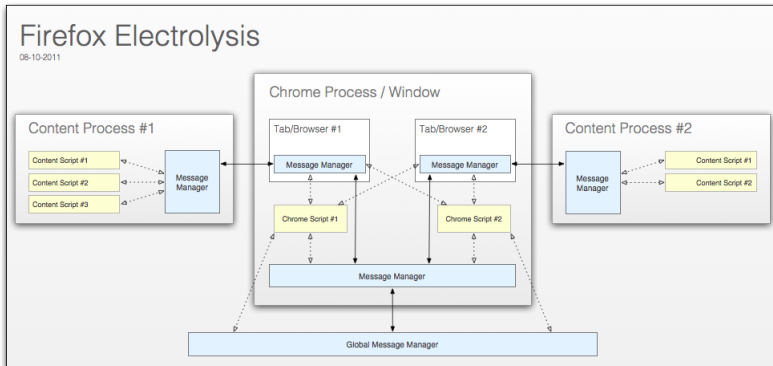 Firefox Electrolysis
08-10-2011
Chrome Process / Window
Content Process #1
Content Script #1
Content Script #2
Content Script #3
Message
Manager
Tab/Browser #1
Message Manager
Tab/Browser #2
Message Manager
Chrome Script #1
Chrome Script #2
Message Manager
Content Process #2
Message
Manager
Content Script #1
Content Script #2
Global Message Manager